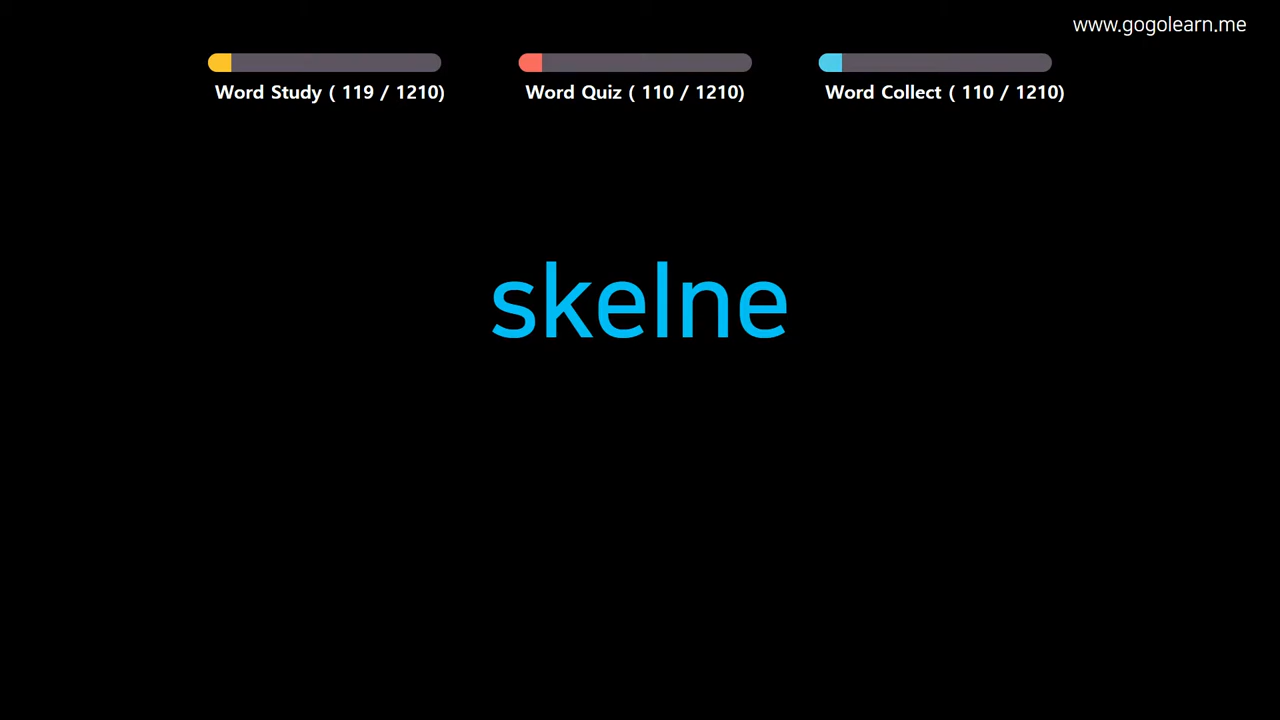 www.gogolearn.me
Word Study ( 119 / 1210)
Word Quiz ( 110 / 1210)
Word Collect ( 110 / 1210)
skelne